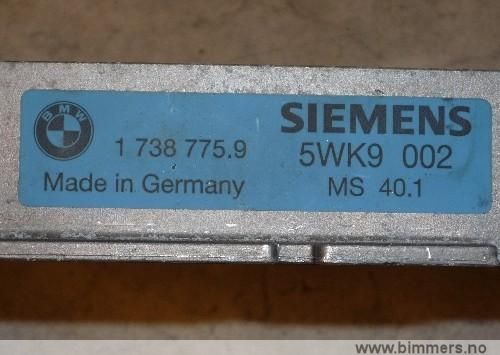 BMW
SIEMENS
1 738 775.9
5WK9 002
Made in Germany
MS 40.1
www.bimmers.no